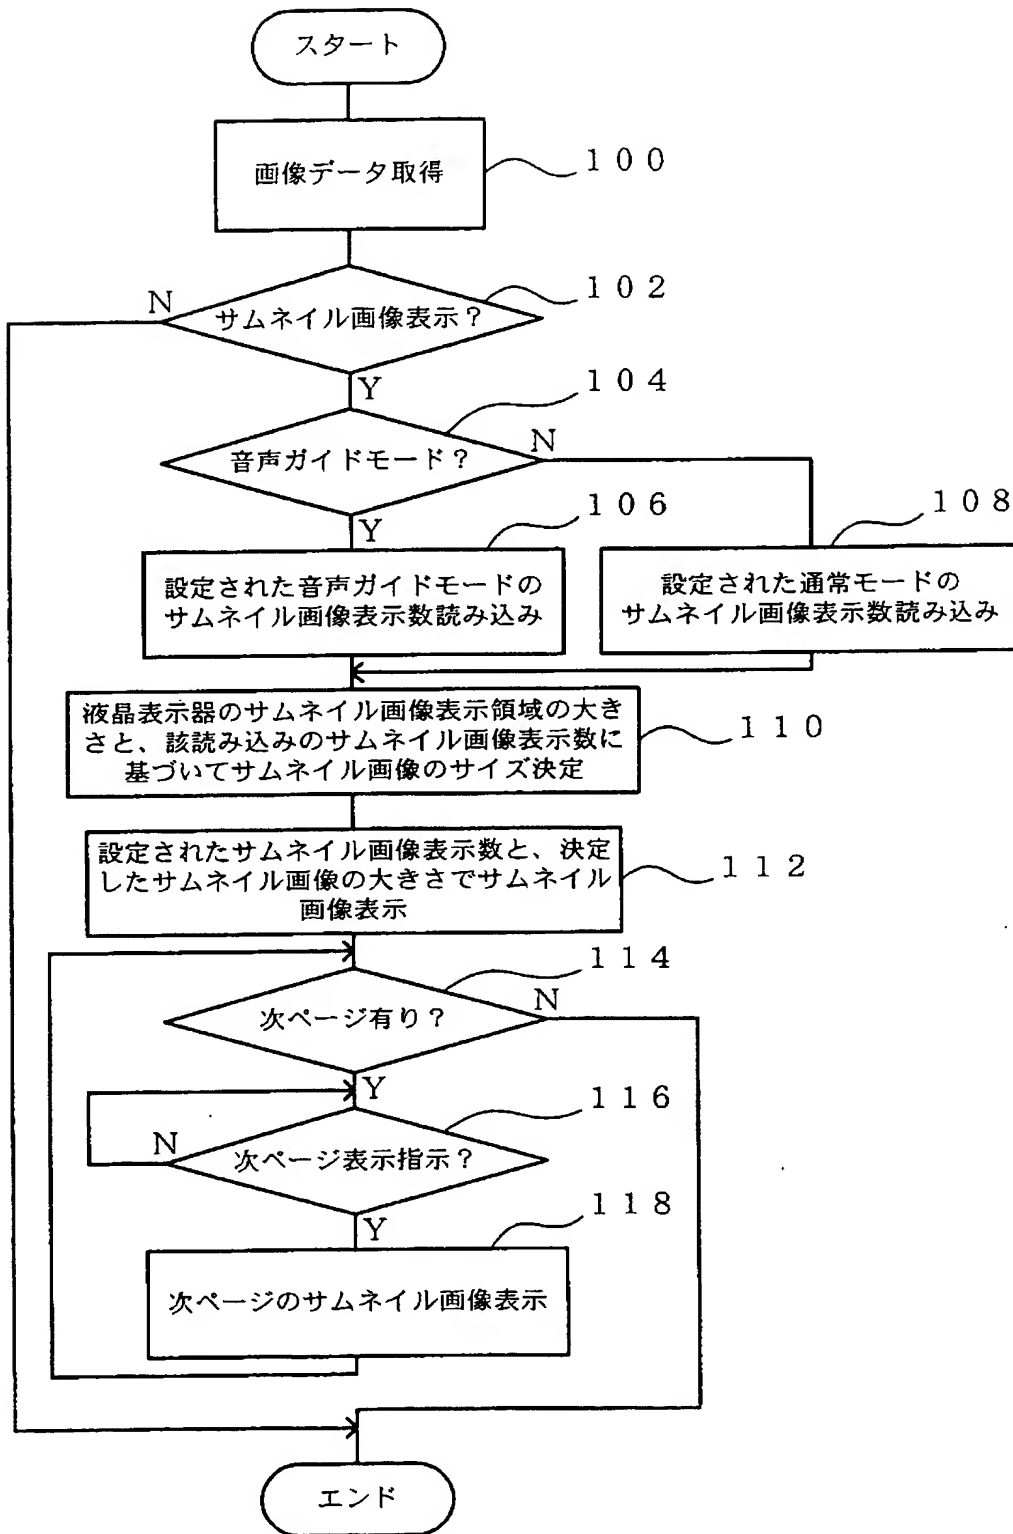 スタート
画像データ取得
100
102
N
サムネイル画像表示?
Y
104
音声ガイドモード?
N
Y
106
108
設定された音声ガイドモードの
サムネイル画像表示数読み込み
設定された通常モードの
サムネイル画像表示数読み込み
液晶表示器のサムネイル画像表示領域の大き
さと、該読み込みのサムネイル画像表示数に
基づいてサムネイル画像のサイズ決定
110
設定されたサムネイル画像表示数と、決定
したサムネイル画像の大きさでサムネイル
画像表示
112
114
次ページ有り?
N
Y
116
N
次ページ表示指示?
Y
118
次ページのサムネイル画像表示
エンド